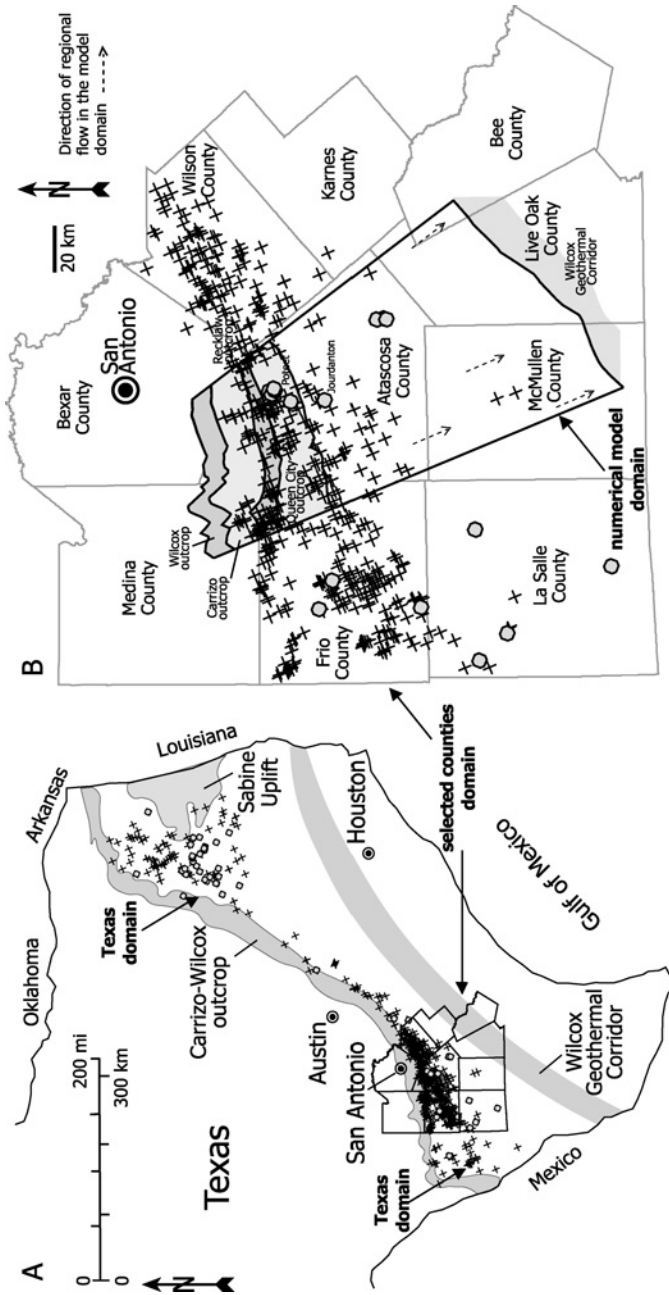 A
N
200 mi
300 km
0
0
Texas
Oklahoma
Arkansas
Louisiana
Texas
domain
Carrizo-Wilcox
outcrop
Sabine
Uplift
Austin
San Antonio
Houston
Texas
domain
Mexico
Wilcox
Geothermal
Corridor
Gulf of Mexico
selected counties
domain
B
20 km
N
Direction of regional
flow in the model
domain
Medina
County
Bexar
County
San
Antonio
Wilson
County
Wilcox
outcrop
Carrizo
outcrop
Queen City
outcrop
Jourdanton
Frio
County
Atascosa
County
Karnes
County
Bee
County
La Salle
County
McMullen
County
Live Oak
County
Wilcox
Geothermal
Corridor
numerical model
domain